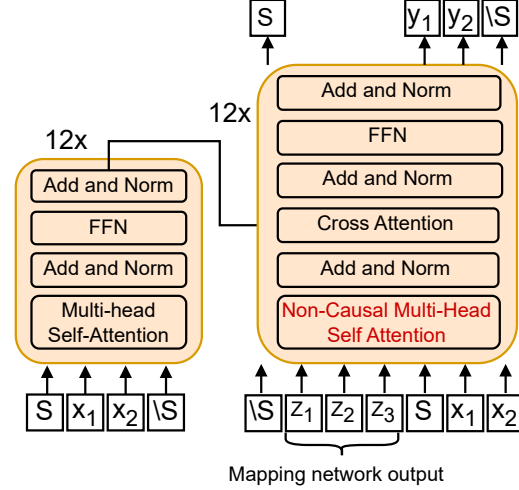 S y1 y2 \S
12x
Add and Norm
FFN
Add and Norm
Cross Attention
Add and Norm
Non-Causal Multi-Head
Self Attention
12x
Add and Norm
FFN
Add and Norm
Multi-head
Self-Attention
S x1 x2 \S
\S z1 z2 z3 S x1 x2
Mapping network output